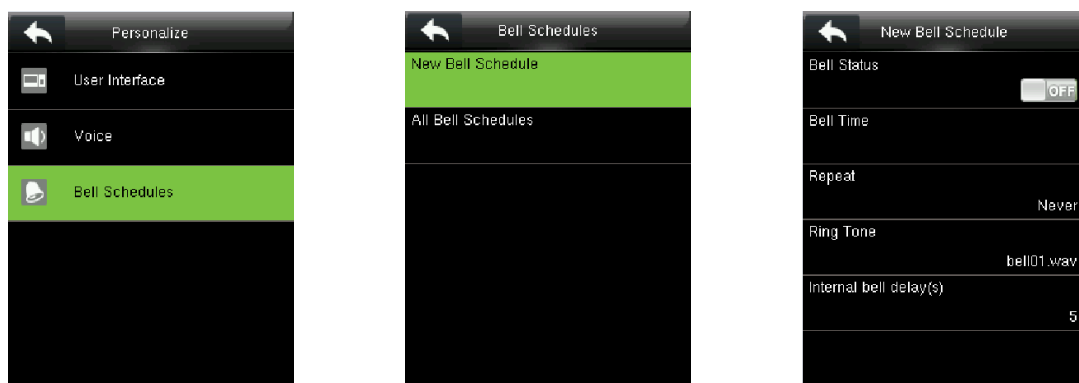 Personalize
User Interface
Voice
Bell Schedules
Bell Schedules
New Bell Schedule
All Bell Schedules
New Bell Schedule
Bell Status
OFF
Bell Time
Repeat
Never
Ring Tone
bell01.wav
Internal bell delay(s)
5